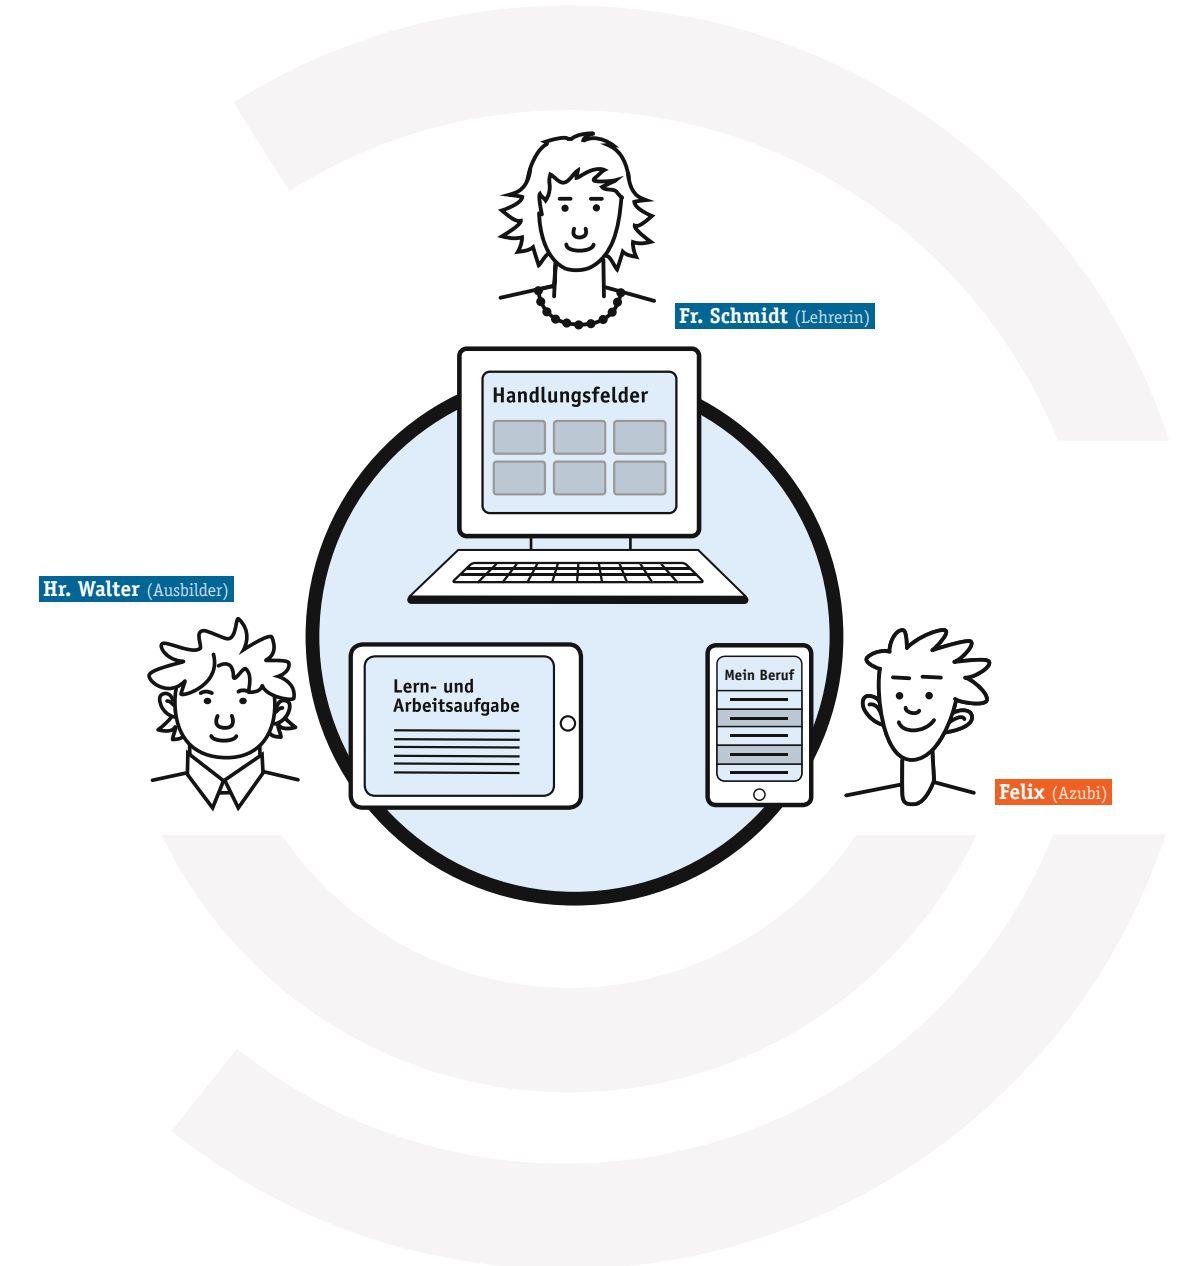 Fr. Schmidt (Lehrerin)
Handlungsfelder
Hr. Walter (Ausbilder)
Lern- und
Arbeitsaufgabe
Mein Beruf
Felix (Azubi)